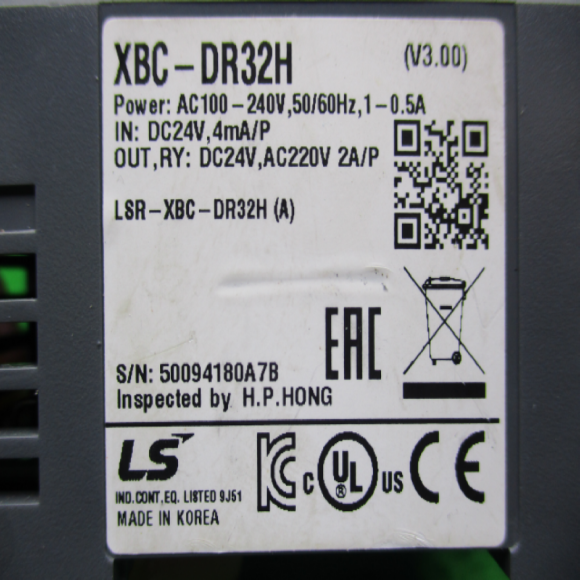 XBC-DR32H (V3.00)
Power: AC100-240V,50/60Hz,1-0.5A
IN: DC24V,4mA/P
OUT,RY: DC24V,AC220V 2A/P
LSR-XBC-DR32H (A)
EAC
S/N: 50094180A7B
Inspected by H.P.HONG
LS KC c UL ® US CE
IND.CONT,EQ. LISTED 9J51
MADE IN KOREA